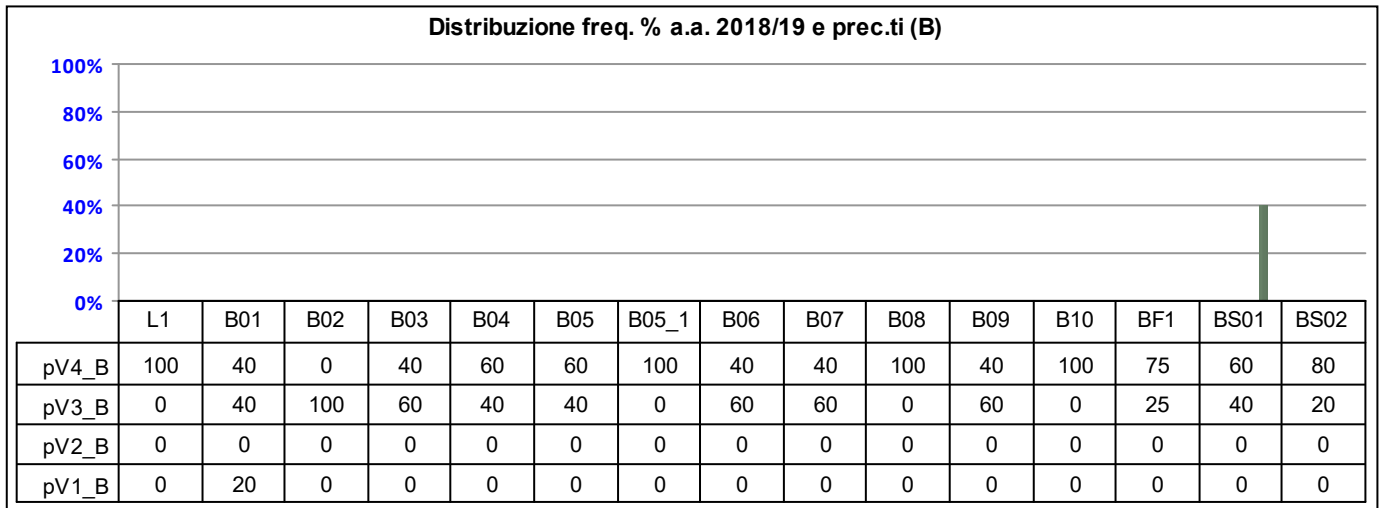 Distribuzione freq. % a.a. 2018/19 e prec.ti (B)
100%
80%
60%
40%
20%
0%
L1 B01 B02 B03 B04 B05 B05_1 B06 B07 B08 B09 B10 BF1 BS01 BS02
pV4_B 100 40 0 40 60 60 100 40 40 100 40 100 75 60 80
pV3_B 0 40 100 60 40 40 0 60 60 0 60 0 25 40 20
pV2_B 0 0 0 0 0 0 0 0 0 0 0 0 0 0 0
pV1_B 0 20 0 0 0 0 0 0 0 0 0 0 0 0 0